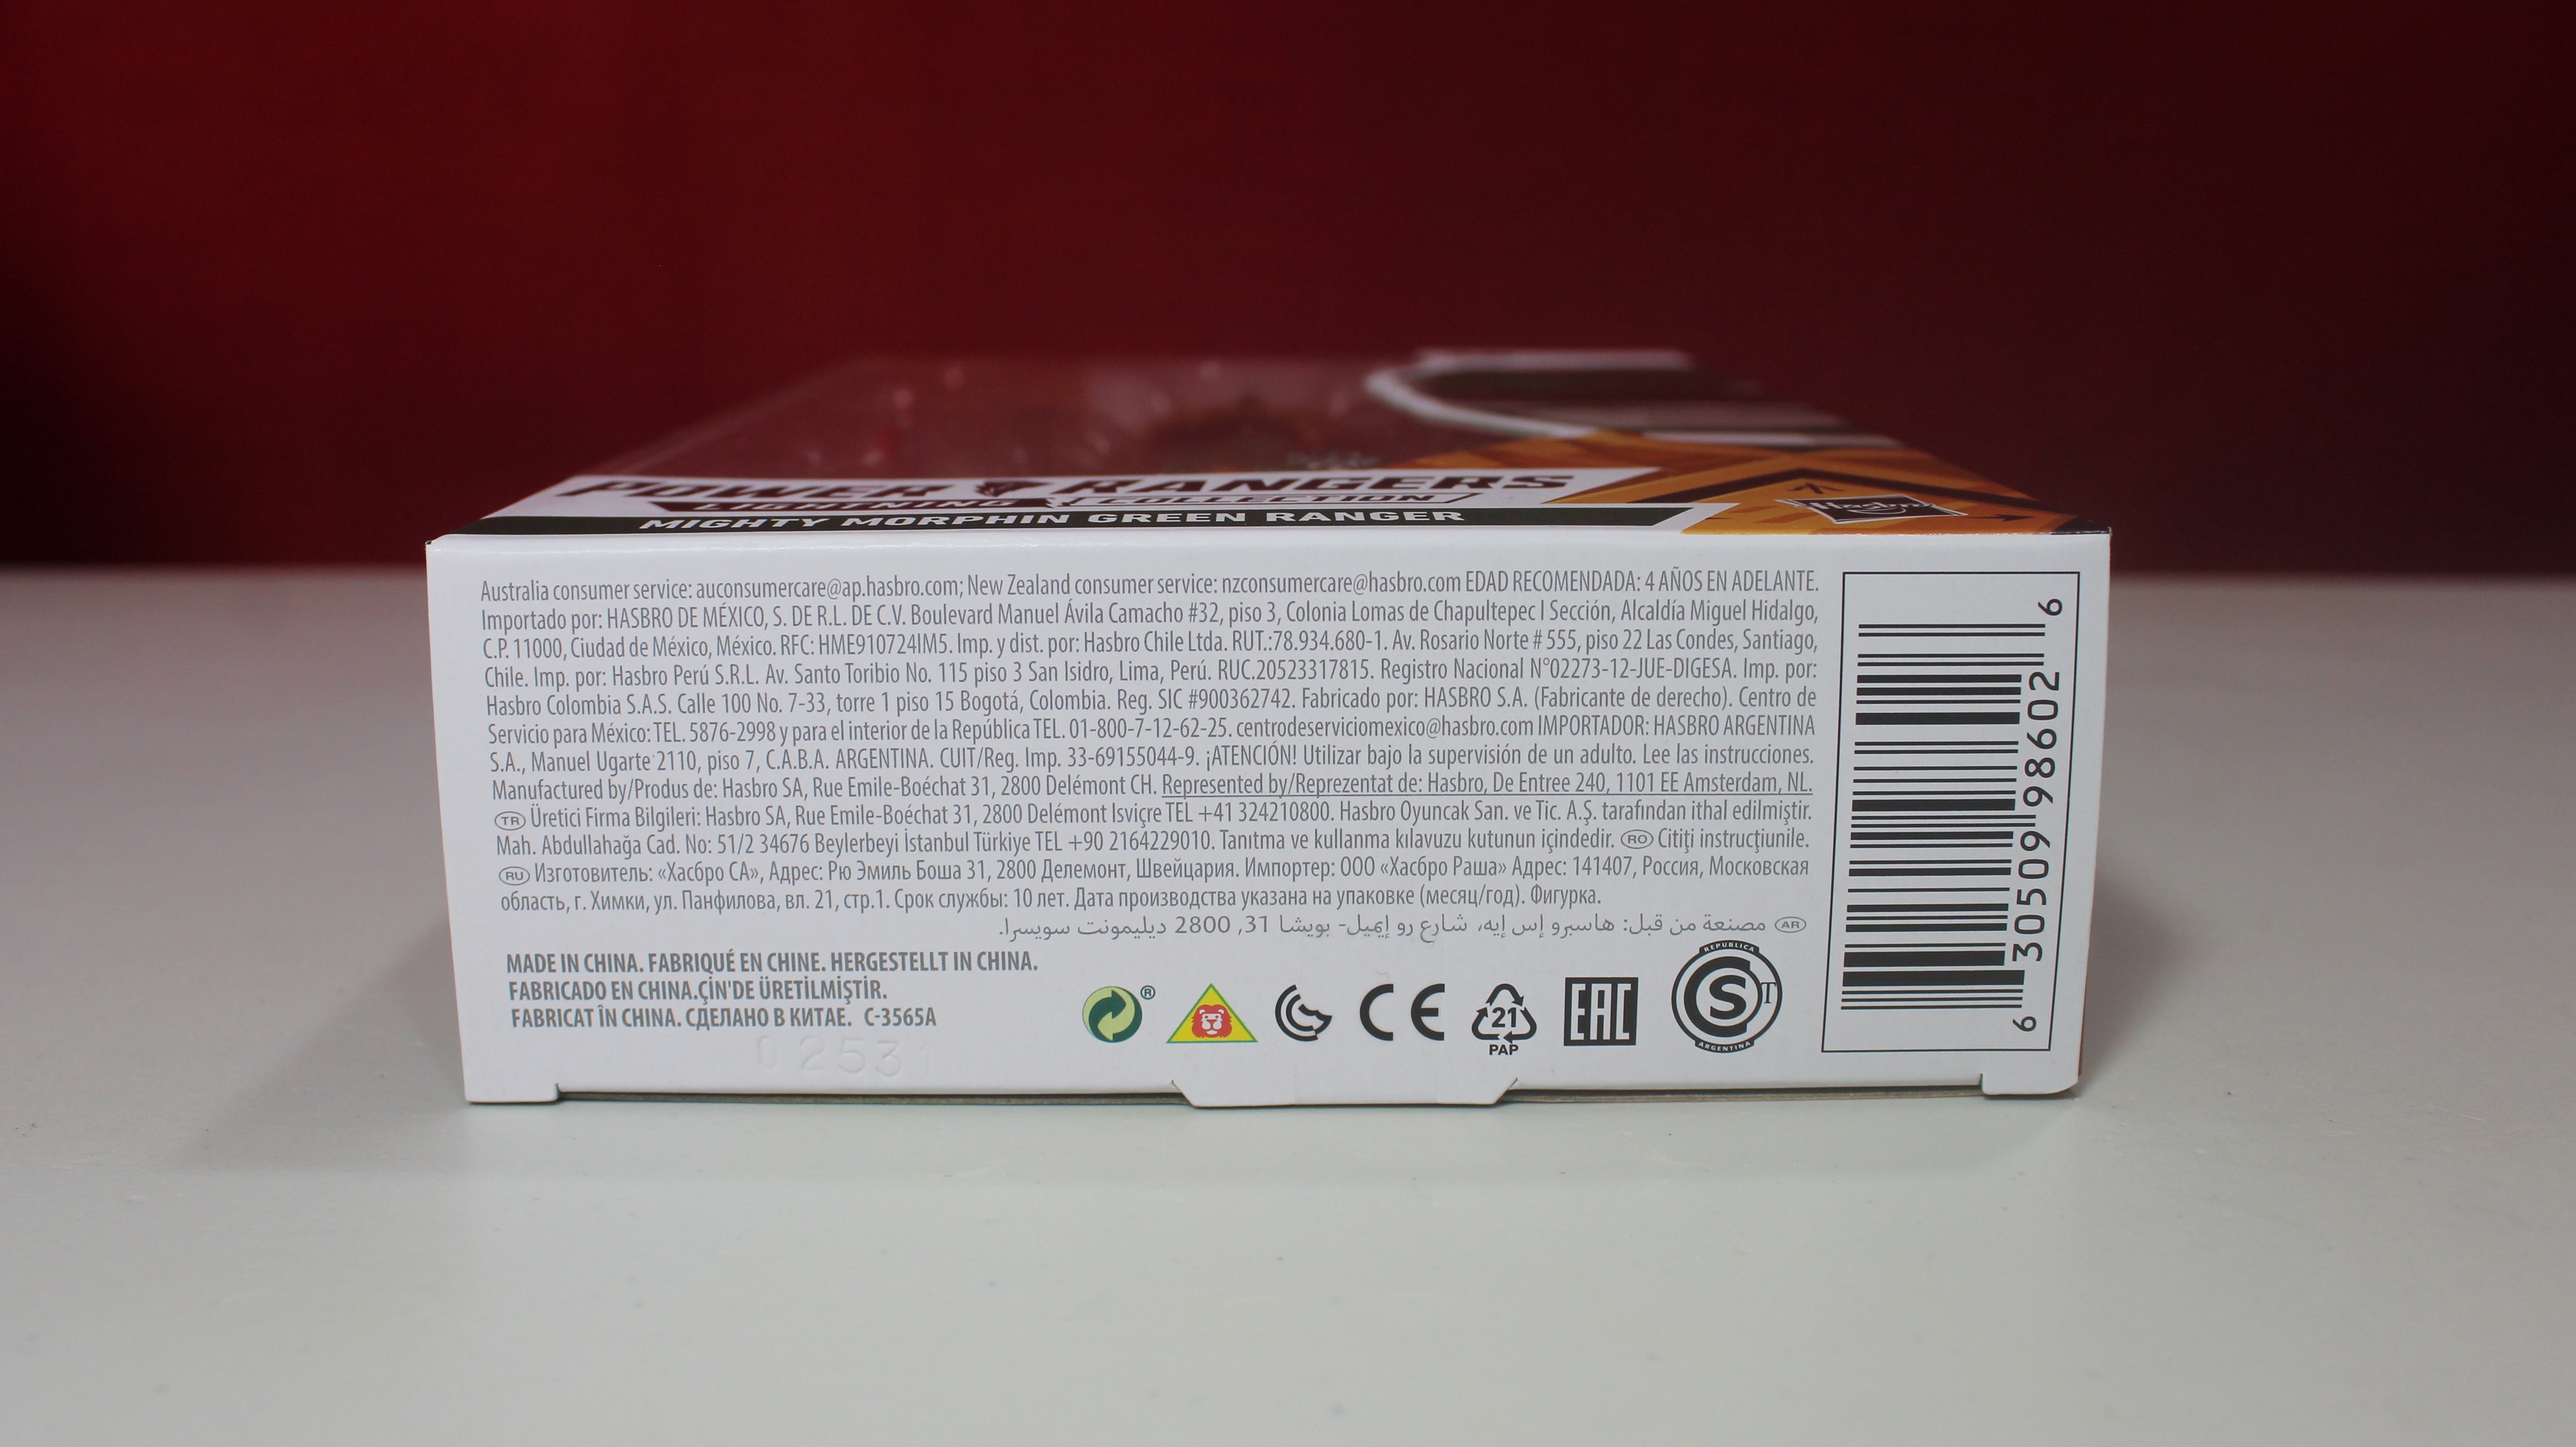 POWER RANGERS
LIGHTNING COLLECTION
MIGHTY MORPHIN GREEN RANGER
Hasbro
Australia consumer service: auconsumercare@ap.hasbro.com; New Zealand consumer service: nzconsumercare@hasbro.com EDAD RECOMENDADA: 4 AÑOS EN ADELANTE.
Importado por: HASBRO DE MÉXICO, S. DE R.L. DE C.V. Boulevard Manuel Ávila Camacho #32, piso 3, Colonia Lomas de Chapultepec I Sección, Alcaldía Miguel Hidalgo,
C.P. 11000, Ciudad de México, México. RFC: HME910724IM5. Imp. y dist. por: Hasbro Chile Ltda. RUT.:78.934.680-1. Av. Rosario Norte # 555, piso 22 Las Condes, Santiago,
Chile. Imp. por: Hasbro Perú S.R.L. Av. Santo Toribio No. 115 piso 3 San Isidro, Lima, Perú. RUC.20523317815. Registro Nacional N°02273-12-JUE-DIGESA. Imp. por:
Hasbro Colombia S.A.S. Calle 100 No. 7-33, torre 1 piso 15 Bogotá, Colombia. Reg. SIC #900362742. Fabricado por: HASBRO S.A. (Fabricante de derecho). Centro de
Servicio para México: TEL. 5876-2998 y para el interior de la República TEL. 01-800-7-12-62-25. centrodeserviciomexico@hasbro.com IMPORTADOR: HASBRO ARGENTINA
S.A., Manuel Ugarte 2110, piso 7, C.A.B.A. ARGENTINA. CUIT/Reg. Imp. 33-69155044-9. ¡ATENCIÓN! Utilizar bajo la supervisión de un adulto. Lee las instrucciones.
Manufactured by/Produs de: Hasbro SA, Rue Emile-Boéchat 31, 2800 Delémont CH. Represented by/Reprezentat de: Hasbro, De Entree 240, 1101 EE Amsterdam, NL.
TR Üretici Firma Bilgileri: Hasbro SA, Rue Emile-Boéchat 31, 2800 Delémont İsviçre TEL +41 324210800. Hasbro Oyuncak San. ve Tic. A.Ş. tarafından ithal edilmiştir.
Mah. Abdullahağa Cad. No: 51/2 34676 Beylerbeyi İstanbul Türkiye TEL +90 2164229010. Tanıtma ve kullanma kılavuzu kutunun içindedir. RO Citiți instrucțiunile.
RU Изготовитель: «Хасбро СА», Адрес: Рю Эмиль Боша 31, 2800 Делемонт, Швейцария. Импортер: ООО «Хасбро Раша» Адрес: 141407, Россия, Московская
область, г. Химки, ул. Панфилова, вл. 21, стр.1. Срок службы: 10 лет. Дата производства указана на упаковке (месяц/год). Фигурка.
AR مصنعة من قبل: هاسبرو إس إيه، شارع رو إيميل- بويشا 31, 2800 ديليمونت سويسرا.
MADE IN CHINA. FABRIQUÉ EN CHINE. HERGESTELLT IN CHINA.
FABRICADO EN CHINA.ÇİN'DE ÜRETİLMİŞTİR.
FABRICAT ÎN CHINA. СДЕЛАНО В КИТАЕ. C-3565A
02531
®
CE
21
PAP
EAC
REPUBLICA
CS T
ARGENTINA
6 30509 98602 9